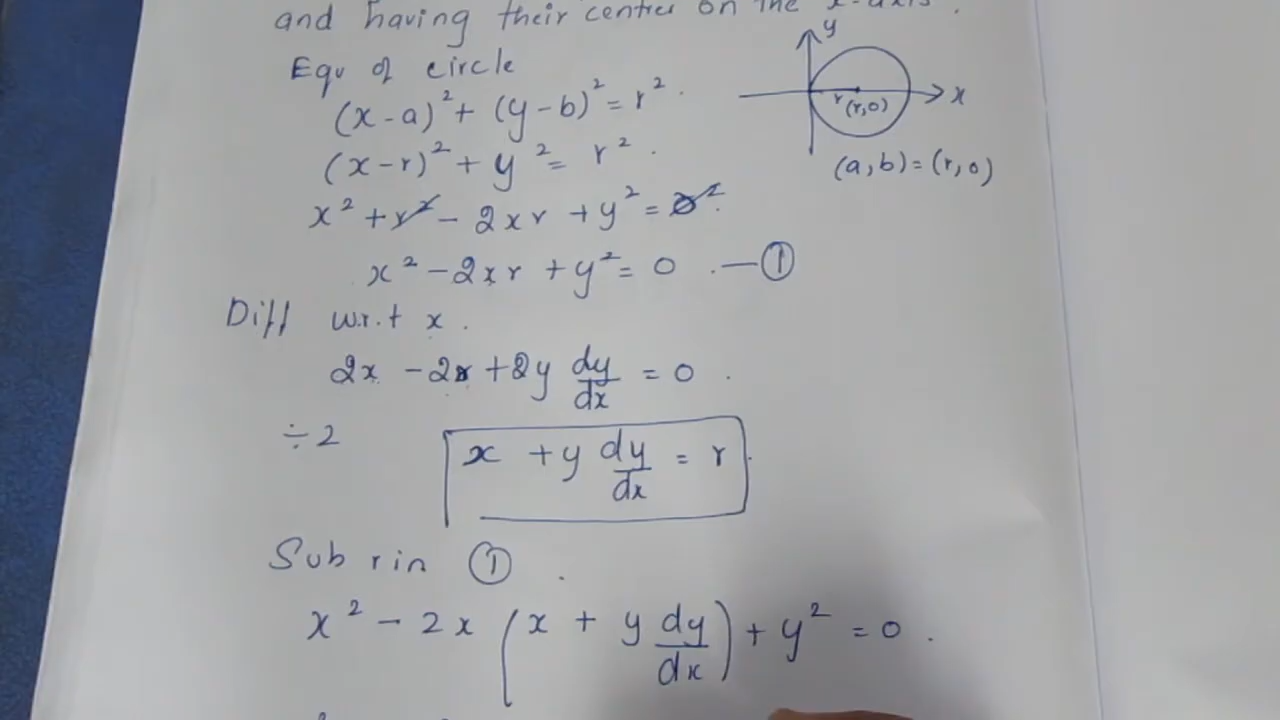 and having their centres on the x-axis.
Equ of circle
(x-a)² + (y-b)² = r².
(x-r)² + y² = r².
x² + r² - 2xr + y² = r².
x² - 2xr + y² = 0. — ①
y
x
r (r,0)
(a,b) = (r,0)
Diff w.r.t x.
2x - 2r + 2y dy/dx = 0.
÷2
x + y dy/dx = r.
Sub r in ①.
x² - 2x (x + y dy/dx) + y² = 0.